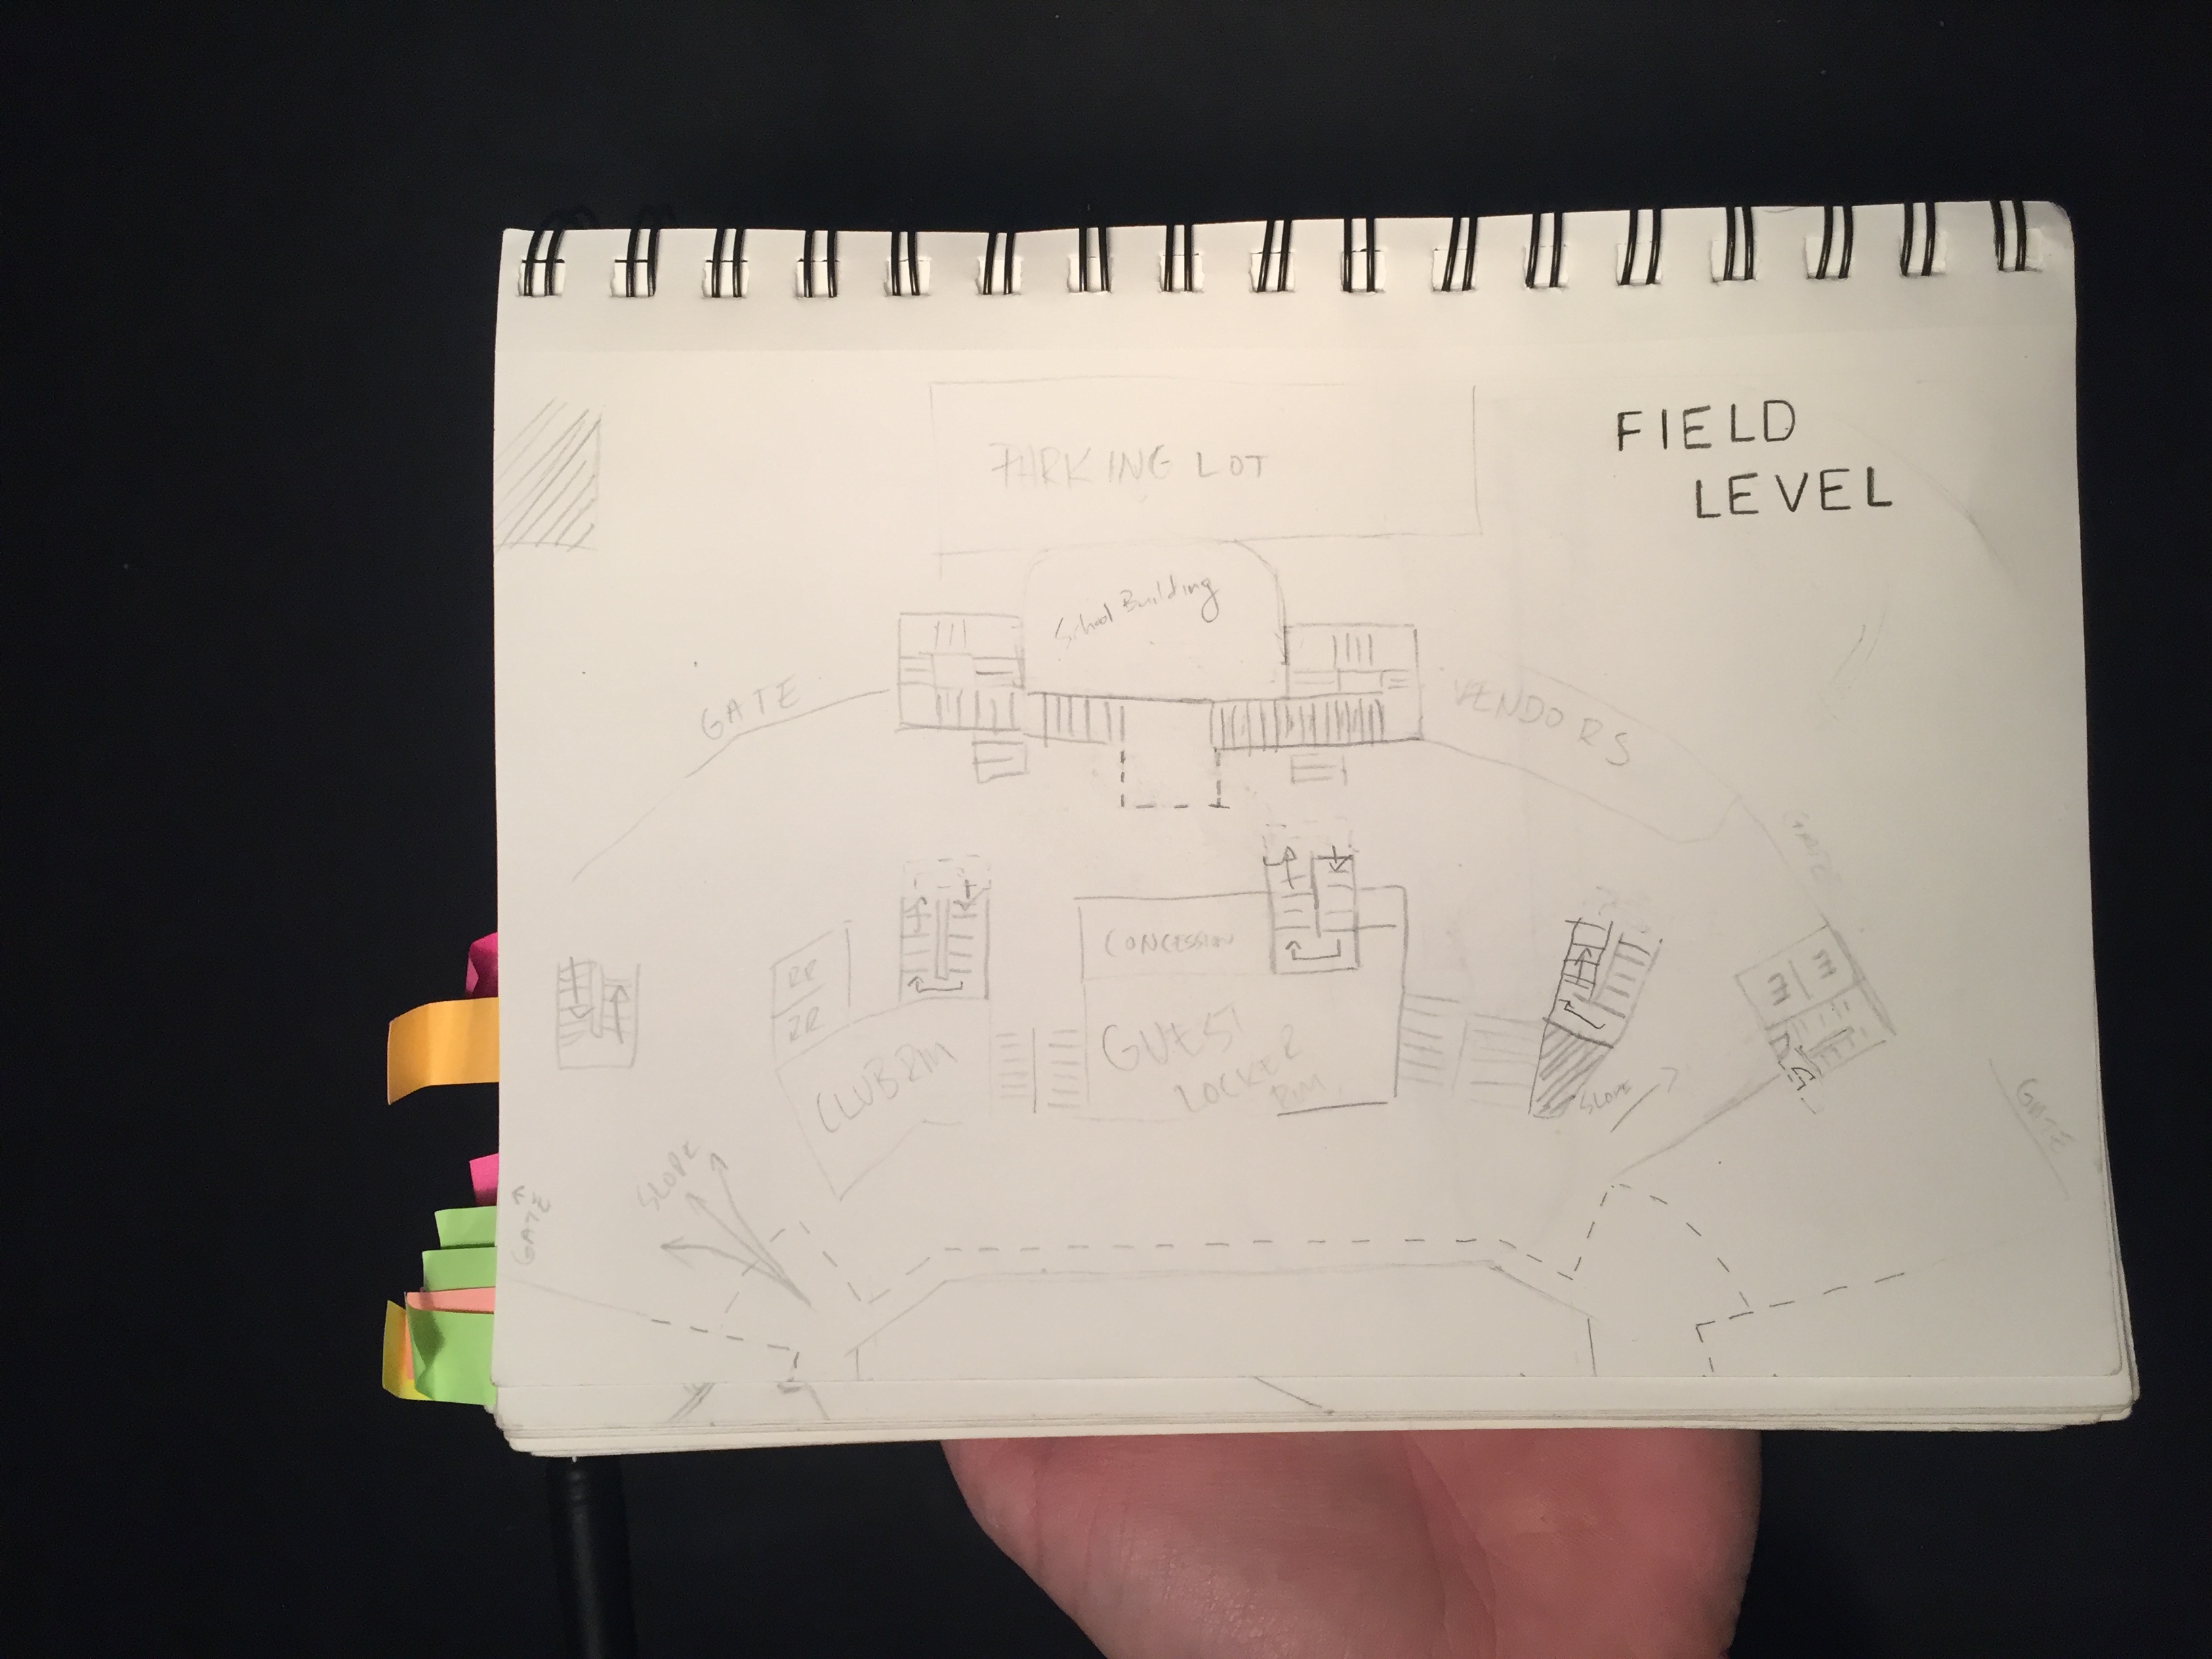 FIELD
LEVEL
PARKING LOT
School Building
GATE
VENDORS
GATE
CONCESSION
RR
RR
GUEST
LOCKER
RM.
CLUB RM
SLOPE
SLOPE
GATE
GATE